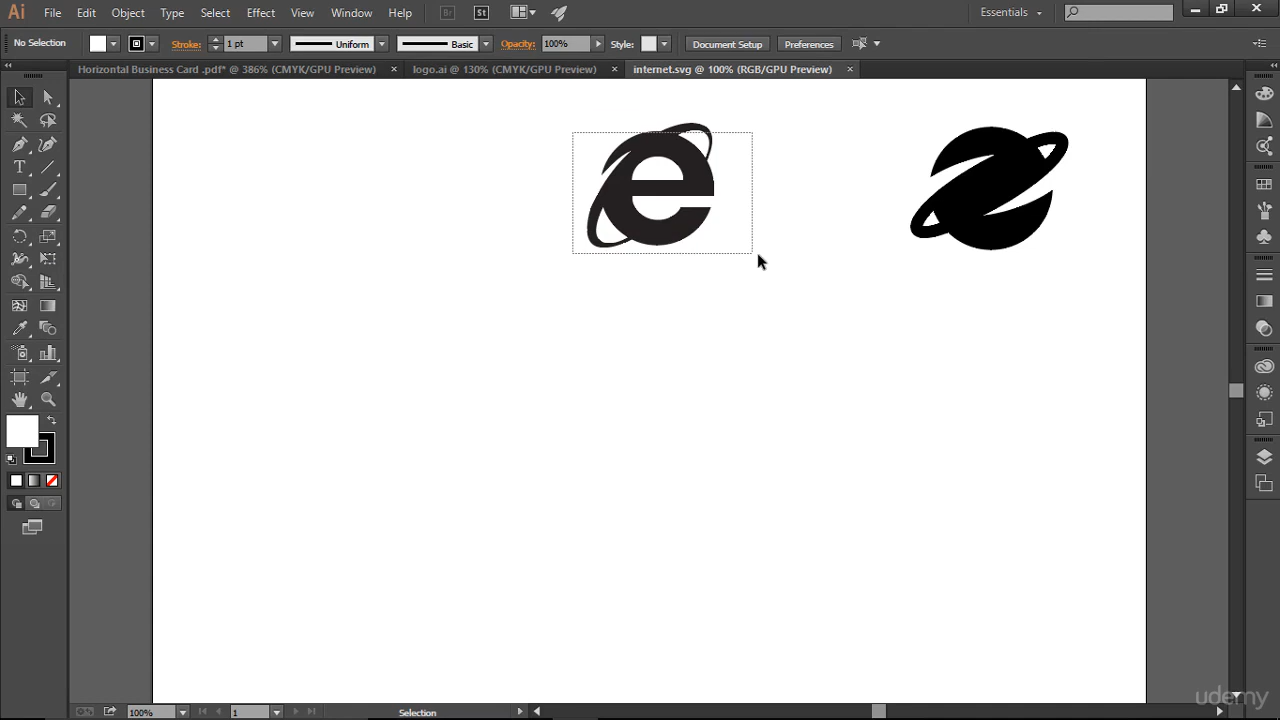 Ai File Edit Object Type Select Effect View Window Help Br St Essentials
No Selection Stroke: 1 pt Uniform Basic Opacity: 100% Style: Document Setup Preferences
Horizontal Business Card .pdf* @ 386% (CMYK/GPU Preview) × logo.ai @ 130% (CMYK/GPU Preview) × internet.svg @ 100% (RGB/GPU Preview) ×
e
T
udemy
100% 1 Selection